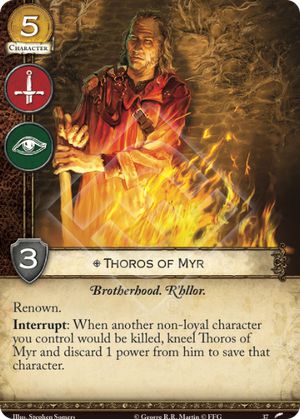 5
Character
3
Thoros of Myr
Brotherhood. R'hllor.
Renown.
Interrupt: When another non-loyal character
you control would be killed, kneel Thoros of
Myr and discard 1 power from him to save that
character.
Illus. Stephen Somers © George R.R. Martin © FFG